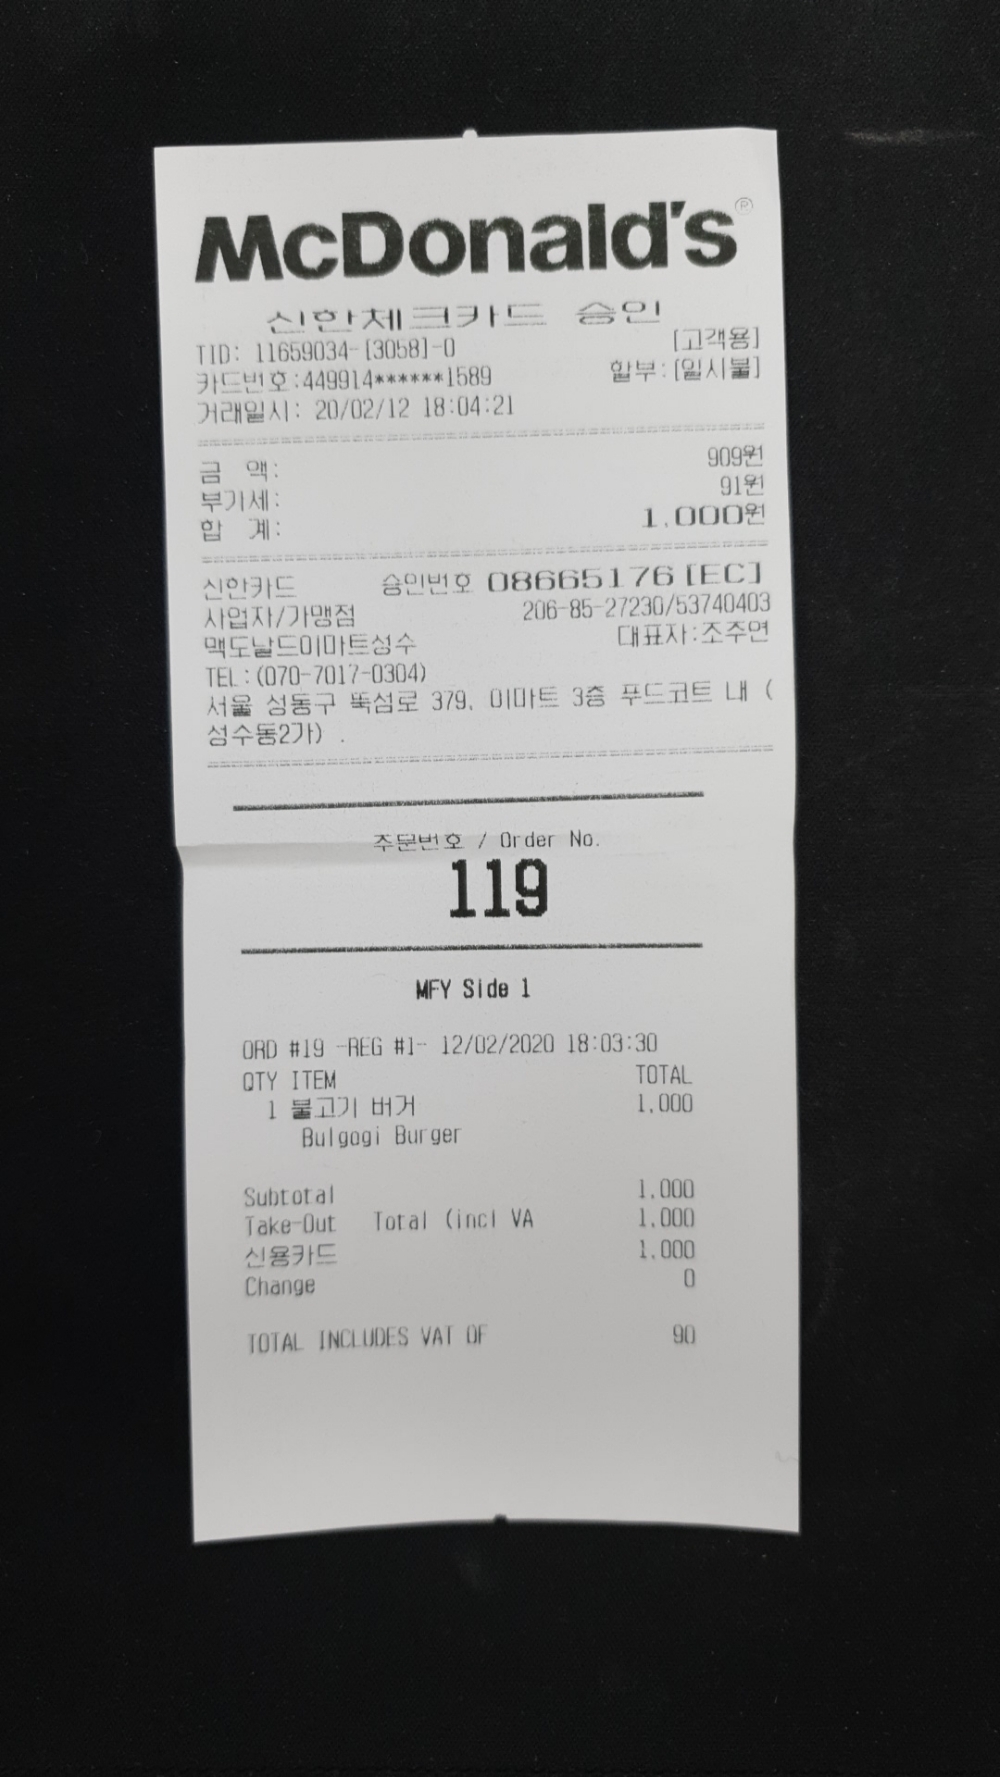 McDonald's®
신한체크카드 승인
[고객용]
TID: 11659034-[3058]-0
카드번호:449914******1589 할부:[일시불]
거래일시: 20/02/12 18:04:21
금 액: 909원
부가세: 91원
합 계: 1,000원
신한카드 승인번호 08665176[EC]
사업자/가맹점 206-85-27230/53740403
맥도날드이마트성수 대표자:조주연
TEL:(070-7017-0304)
서울 성동구 뚝섬로 379, 이마트 3층 푸드코트 내 (
성수동2가) .
주문번호 / Order No.
119
MFY Side 1
ORD #19 -REG #1- 12/02/2020 18:03:30
QTY ITEM TOTAL
1 불고기 버거 1,000
Bulgogi Burger
Subtotal 1,000
Take-Out Total (incl VA 1,000
신용카드 1,000
Change 0
TOTAL INCLUDES VAT OF 90